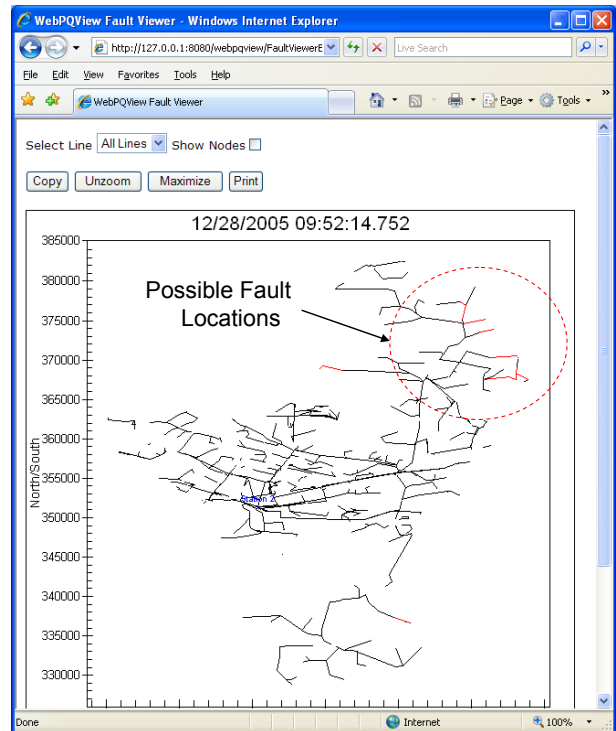 WebPQView Fault Viewer - Windows Internet Explorer
http://127.0.0.1:8080/webpqview/FaultViewerE
Live Search
File Edit View Favorites Tools Help
WebPQView Fault Viewer
Page Tools
Select Line All Lines Show Nodes
Copy Unzoom Maximize Print
12/28/2005 09:52:14.752
385000
380000
Possible Fault
Locations
375000
370000
365000
360000
355000
North/South
Station 2
350000
345000
340000
335000
330000
Done Internet 100%